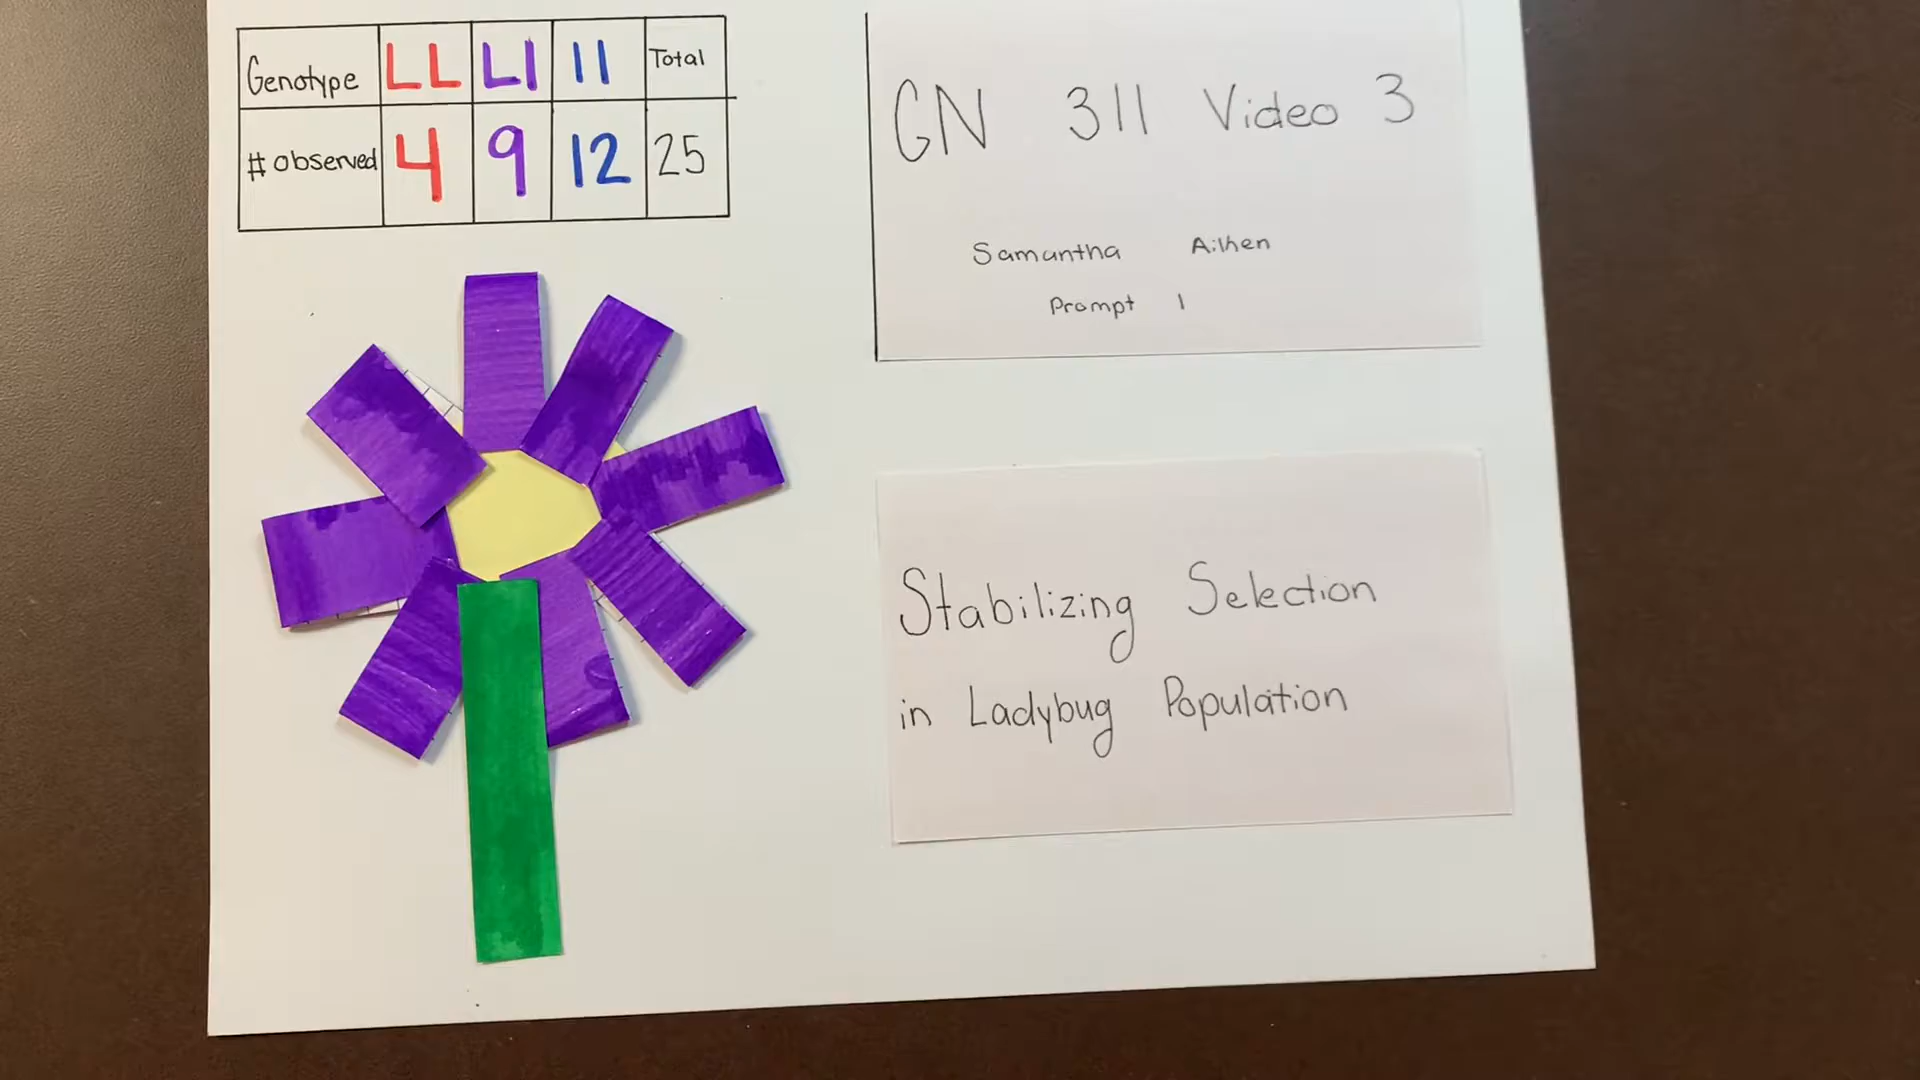 Genotype LL Ll ll Total
# observed 4 9 12 25
GN 311 Video 3
Samantha Aiken
Prompt 1
Stabilizing Selection
in Ladybug Population